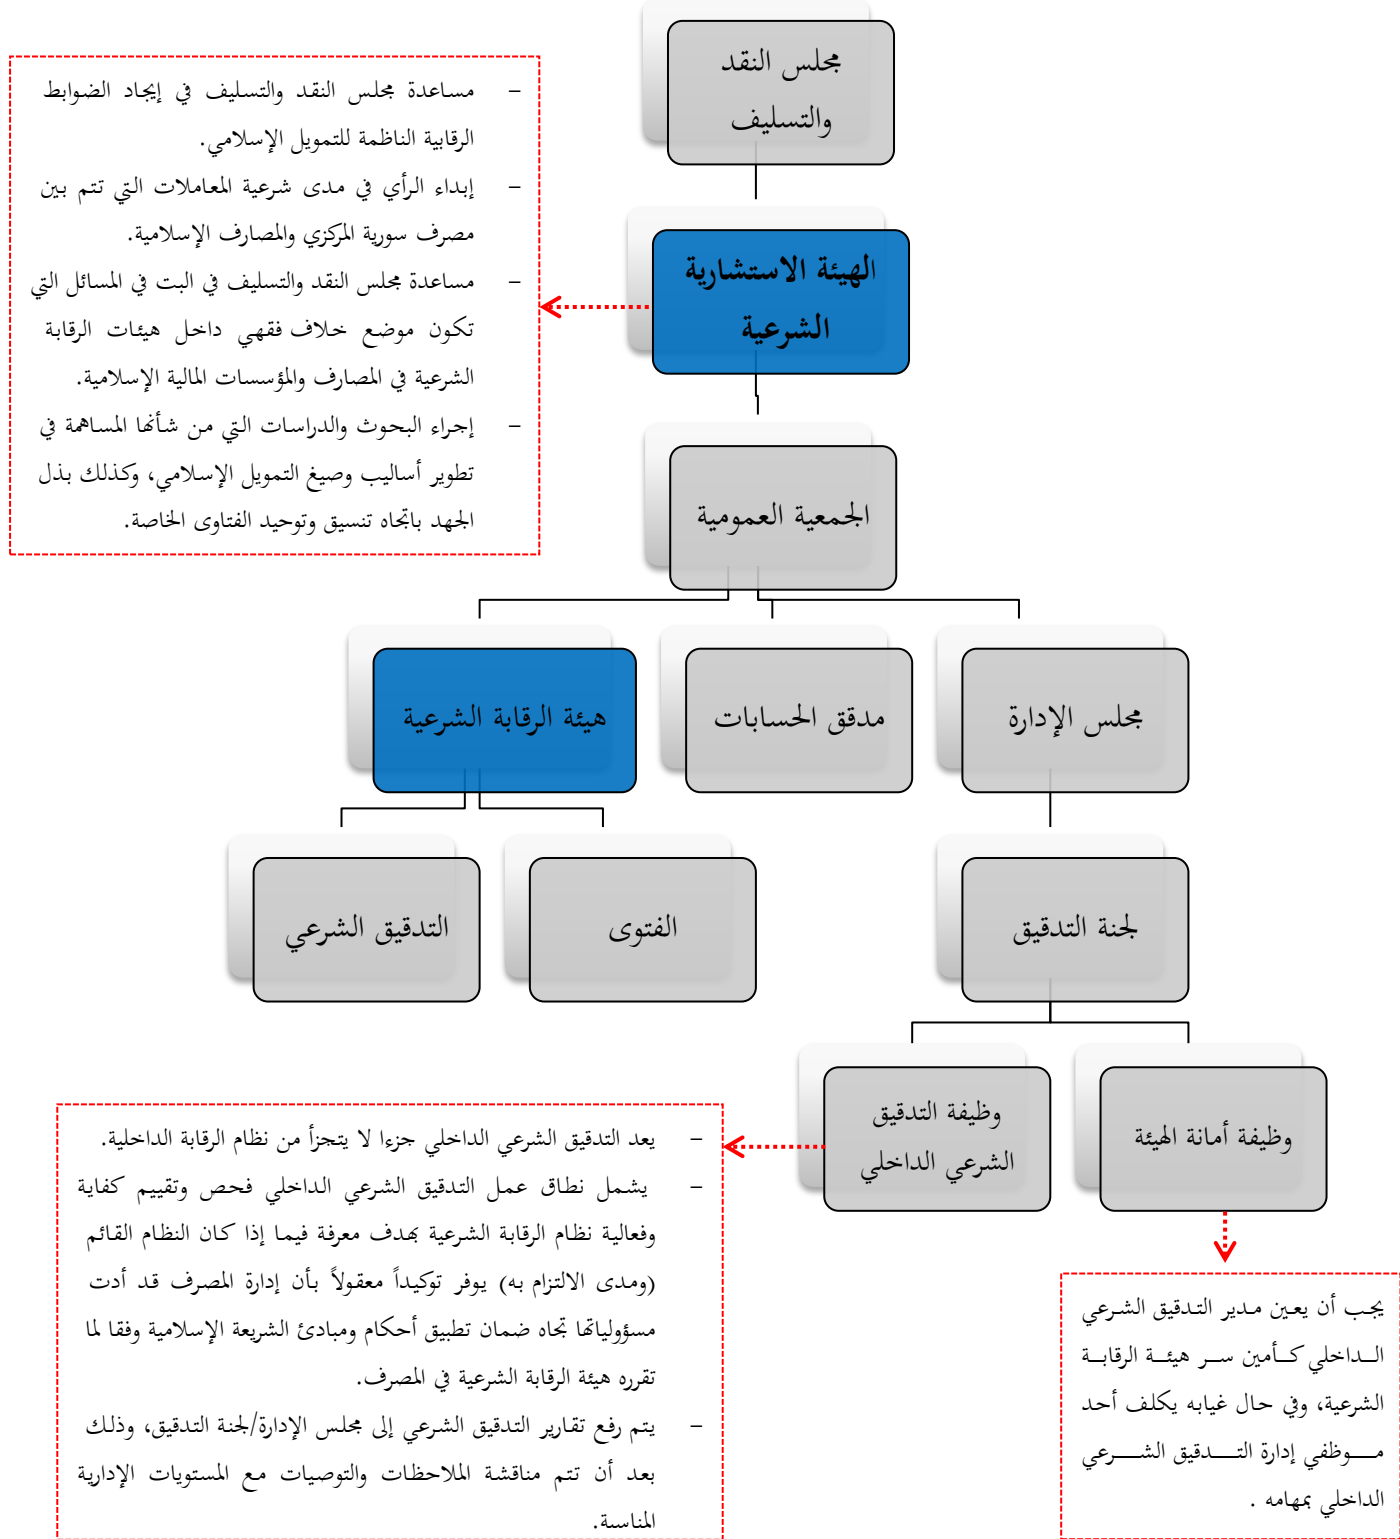 مجلس النقد
والتسليف
– مساعدة مجلس النقد والتسليف في إيجاد الضوابط
الرقابية الناظمة للتمويل الإسلامي.
– إبداء الرأي في مدى شرعية المعاملات التي تتم بين
مصرف سورية المركزي والمصارف الإسلامية.
– مساعدة مجلس النقد والتسليف في البت في المسائل التي
تكون موضع خلاف فقهي داخل هيئات الرقابة
الشرعية في المصارف والمؤسسات المالية الإسلامية.
– إجراء البحوث والدراسات التي من شأنها المساهمة في
تطوير أساليب وصيغ التمويل الإسلامي، وكذلك بذل
الجهد باتجاه تنسيق وتوحيد الفتاوى الخاصة.
الهيئة الاستشارية
الشرعية
الجمعية العمومية
مجلس الإدارة
مدقق الحسابات
هيئة الرقابة الشرعية
لجنة التدقيق
الفتوى
التدقيق الشرعي
وظيفة أمانة الهيئة
وظيفة التدقيق
الشرعي الداخلي
– يعد التدقيق الشرعي الداخلي جزءا لا يتجزأ من نظام الرقابة الداخلية.
– يشمل نطاق عمل التدقيق الشرعي الداخلي فحص وتقييم كفاية
وفعالية نظام الرقابة الشرعية بهدف معرفة فيما إذا كان النظام القائم
(ومدى الالتزام به) يوفر توكيداً معقولاً بأن إدارة المصرف قد أدت
مسؤولياتها تجاه ضمان تطبيق أحكام ومبادئ الشريعة الإسلامية وفقا لما
تقرره هيئة الرقابة الشرعية في المصرف.
– يتم رفع تقارير التدقيق الشرعي إلى مجلس الإدارة/لجنة التدقيق، وذلك
بعد أن تتم مناقشة الملاحظات والتوصيات مع المستويات الإدارية
المناسبة.
يجب أن يعين مدير التدقيق الشرعي
الداخلي كأمين سر هيئة الرقابة
الشرعية، وفي حال غيابه يكلف أحد
موظفي إدارة التدقيق الشرعي
الداخلي بمهامه .